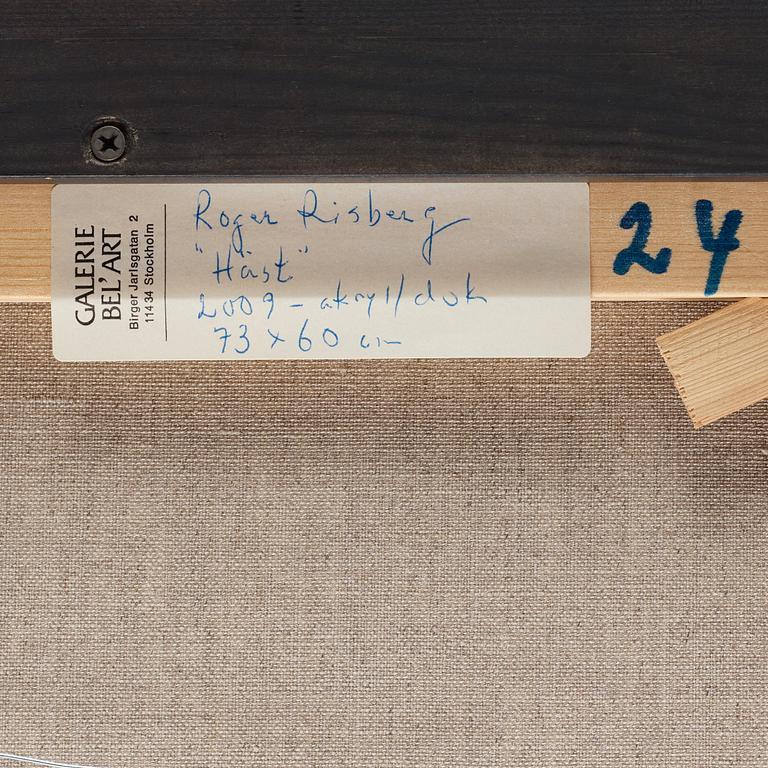 GALERIE
BEL' ART
Birger Jarlsgatan 2
114 34 Stockholm
Roger Risberg
"Häst"
2009 - akryl/duk
73 x 60 cm
24